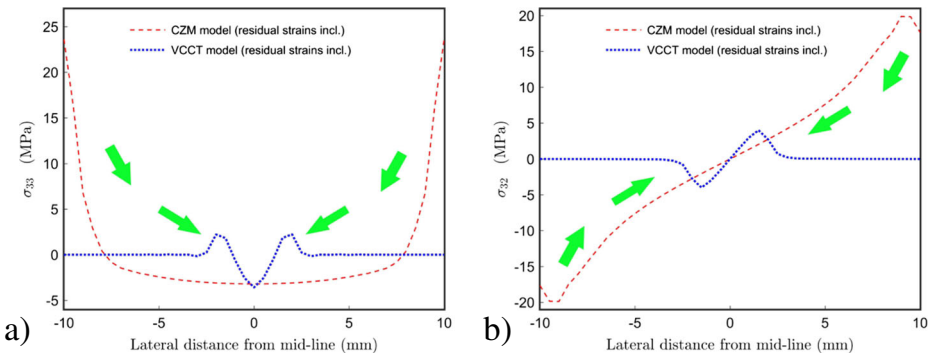 25
20
15
10
5
0
-5
σ33 (MPa)
CZM model (residual strains incl.)
VCCT model (residual strains incl.)
-10 -5 0 5 10
Lateral distance from mid-line (mm)
a)
20
15
10
5
0
-5
-10
-15
-20
σ32 (MPa)
CZM model (residual strains incl.)
VCCT model (residual strains incl.)
-10 -5 0 5 10
Lateral distance from mid-line (mm)
b)